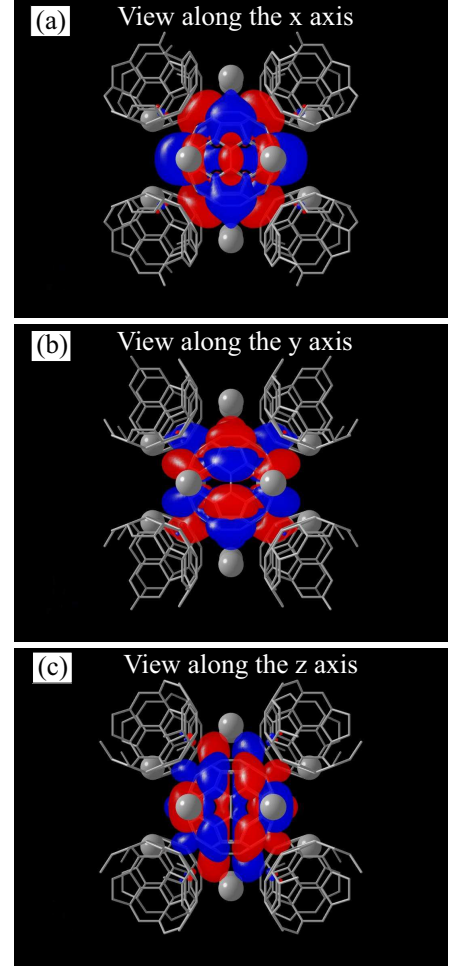 (a) View along the x axis
(b) View along the y axis
(c) View along the z axis